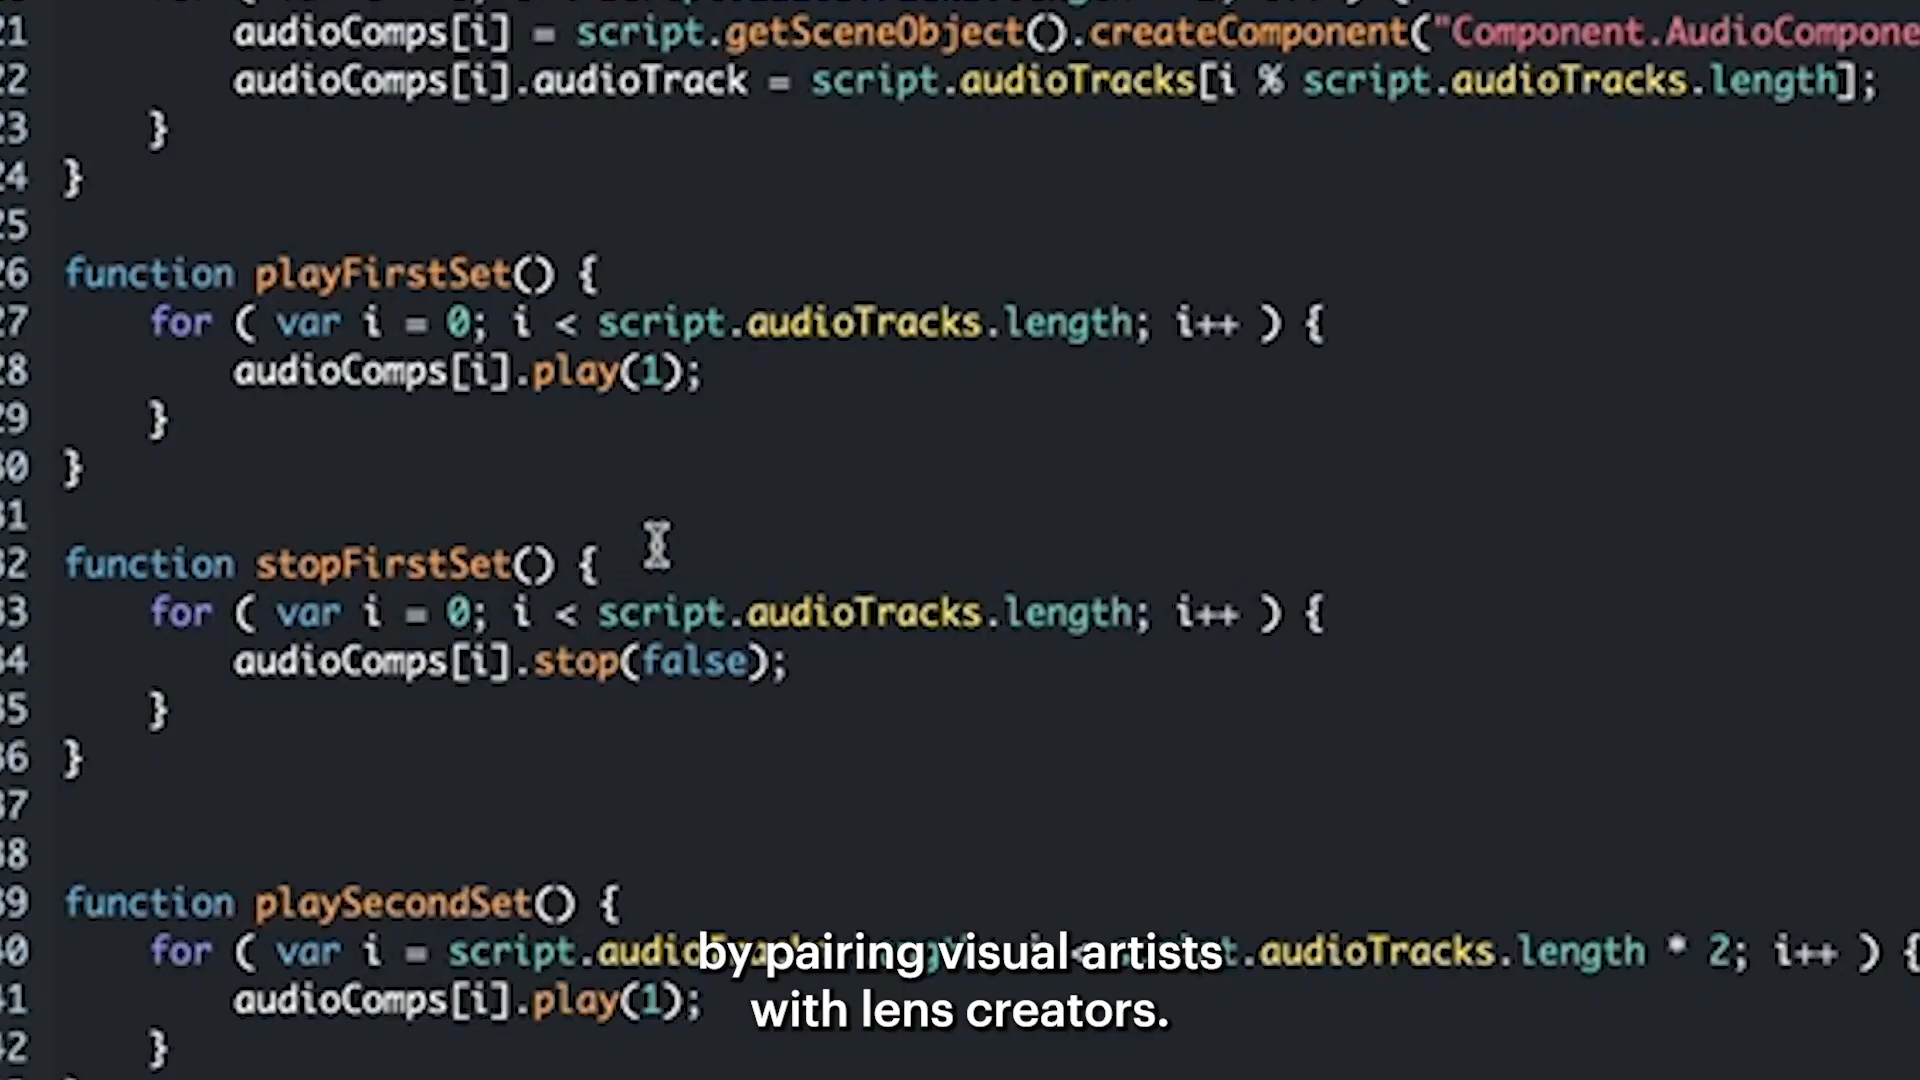 21 audioComps[i] = script.getSceneObject().createComponent("Component.AudioCompone
22 audioComps[i].audioTrack = script.audioTracks[i % script.audioTracks.length];
23 }
24 }
25
26 function playFirstSet() {
27 for ( var i = 0; i < script.audioTracks.length; i++ ) {
28 audioComps[i].play(1);
29 }
30 }
31
32 function stopFirstSet() {
33 for ( var i = 0; i < script.audioTracks.length; i++ ) {
34 audioComps[i].stop(false);
35 }
36 }
37
38
39 function playSecondSet() {
40 for ( var i = script. .audioTracks.length * 2; i++ ) {
41 audioComps[i].play(1);
42 }
by pairing visual artists
with lens creators.